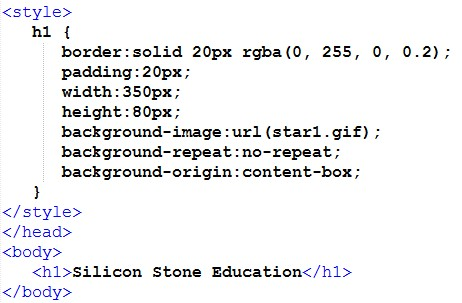 <style>
h1 {
border:solid 20px rgba(0, 255, 0, 0.2);
padding:20px;
width:350px;
height:80px;
background-image:url(star1.gif);
background-repeat:no-repeat;
background-origin:content-box;
}
</style>
</head>
<body>
<h1>Silicon Stone Education</h1>
</body>